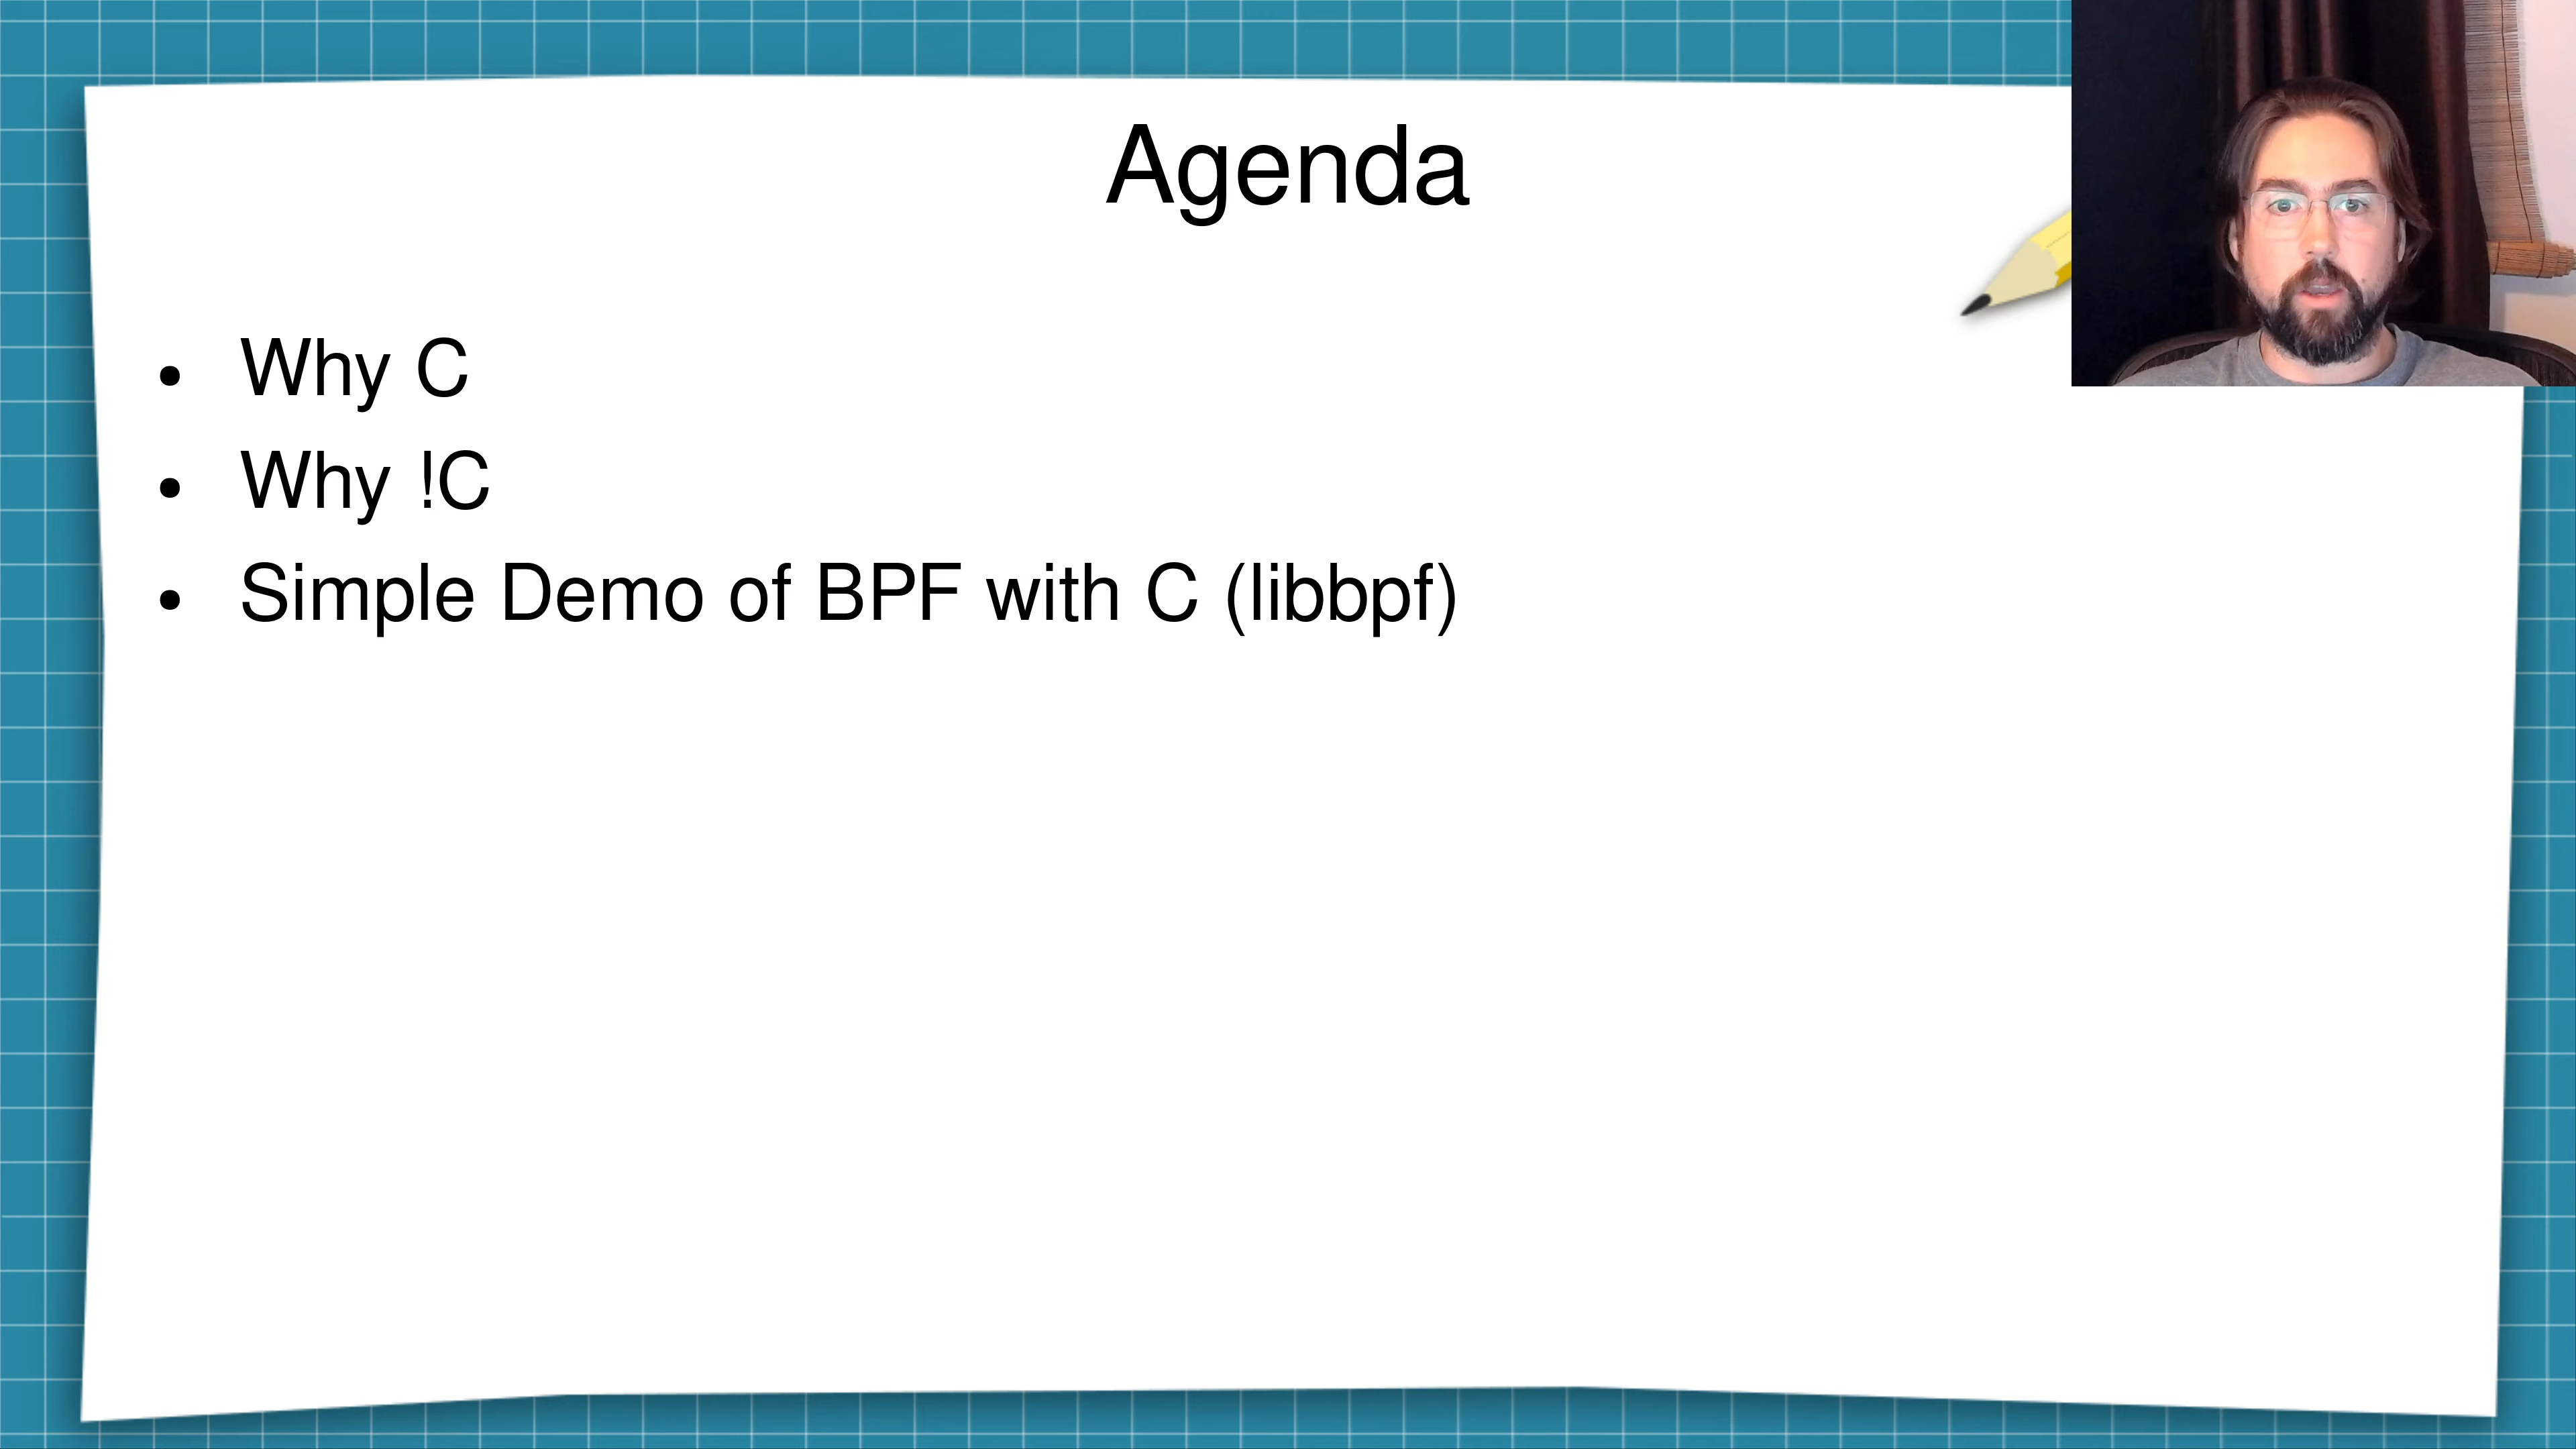 Agenda
• Why C
• Why !C
• Simple Demo of BPF with C (libbpf)